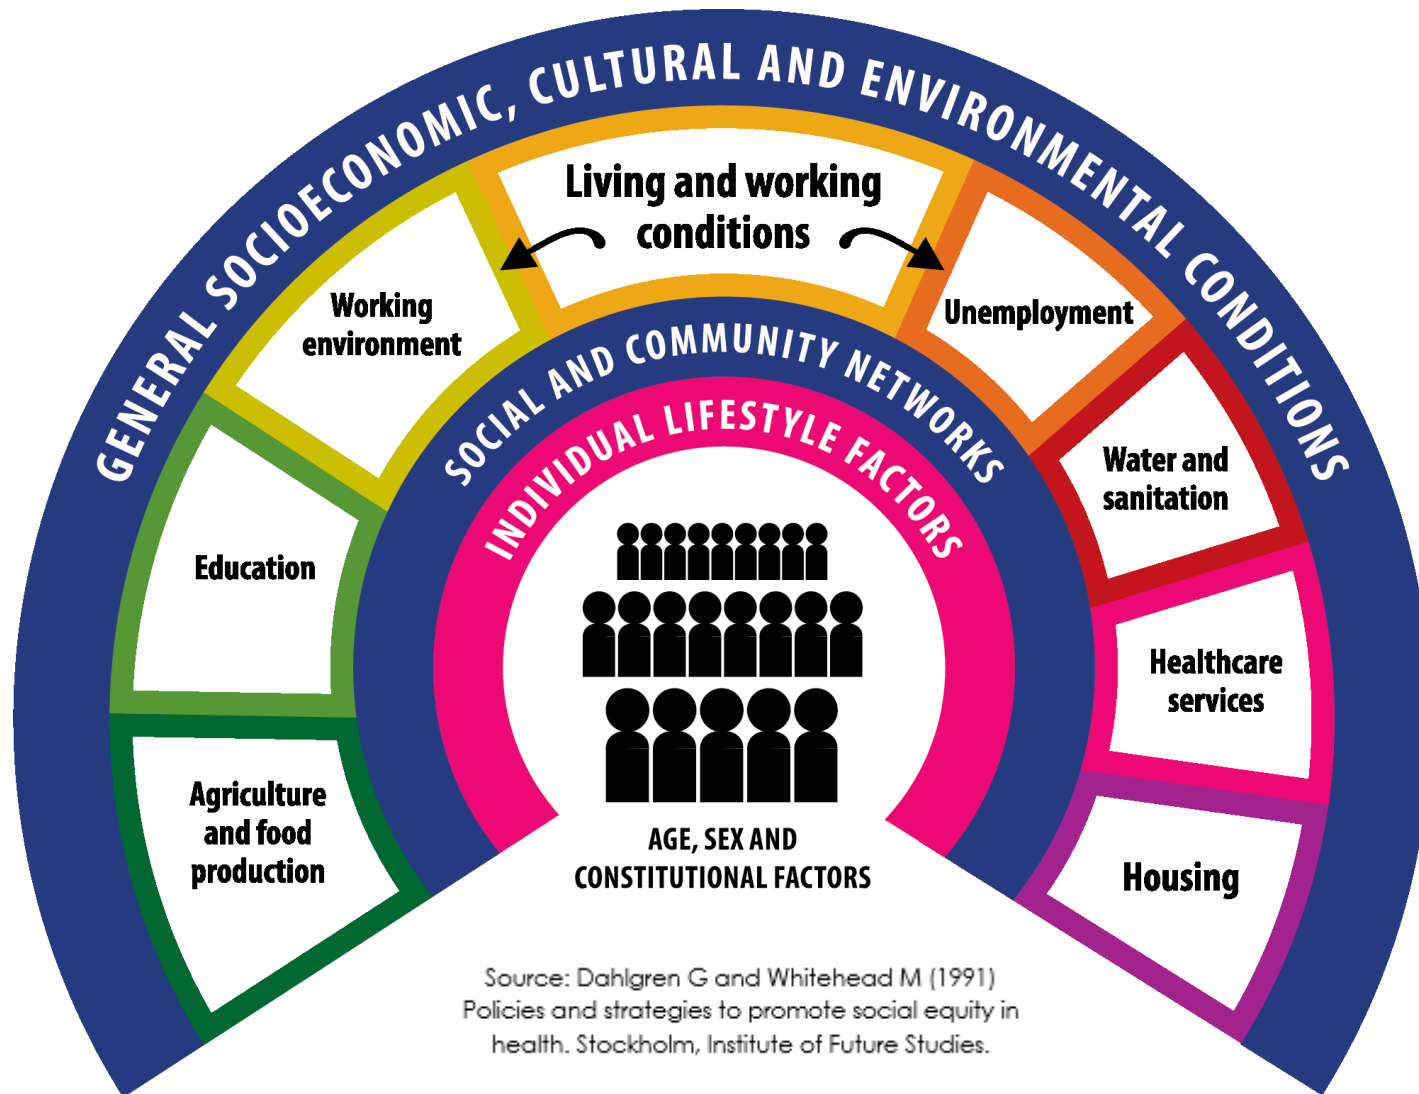 GENERAL SOCIOECONOMIC, CULTURAL AND ENVIRONMENTAL CONDITIONS
Living and working
conditions
Working
environment
Unemployment
SOCIAL AND COMMUNITY NETWORKS
INDIVIDUAL LIFESTYLE FACTORS
Education
Water and
sanitation
Agriculture
and food
production
Healthcare
services
Housing
AGE, SEX AND
CONSTITUTIONAL FACTORS
Source: Dahlgren G and Whitehead M (1991)
Policies and strategies to promote social equity in
health. Stockholm, Institute of Future Studies.